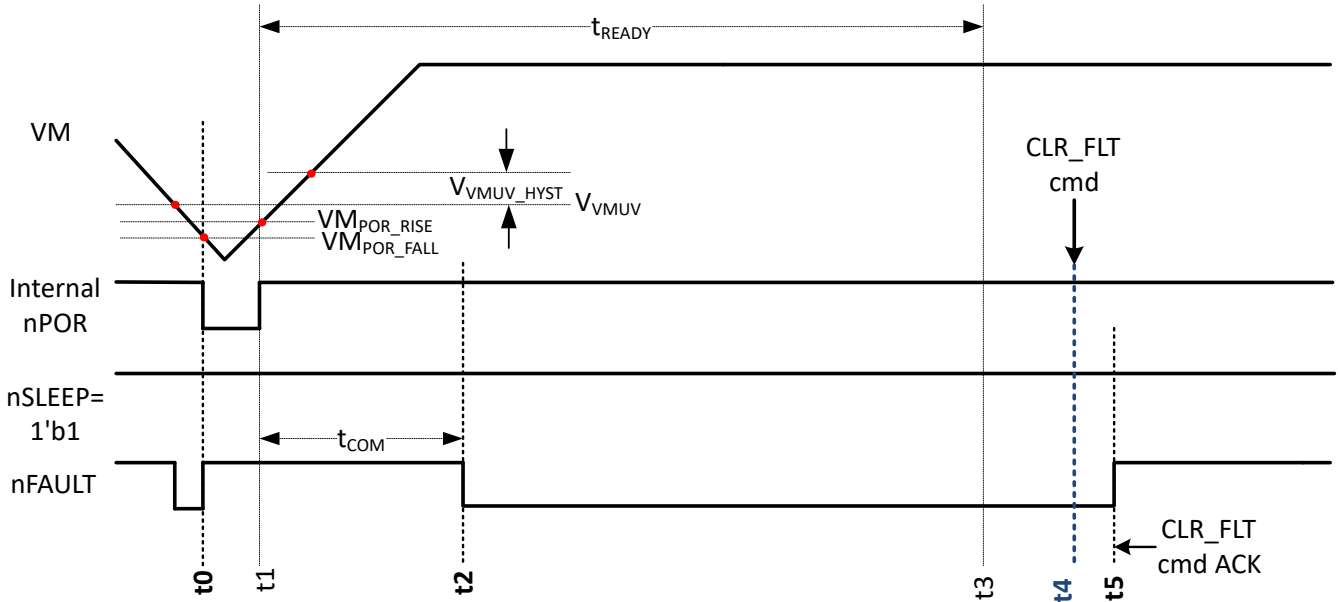 tREADY
VM
CLR_FLT
cmd
VVMUV_HYST
VVMUV
VMPOR_RISE
VMPOR_FALL
Internal
nPOR
nSLEEP=
1'b1
tCOM
nFAULT
CLR_FLT
cmd ACK
t0
t1
t2
t3
t4
t5